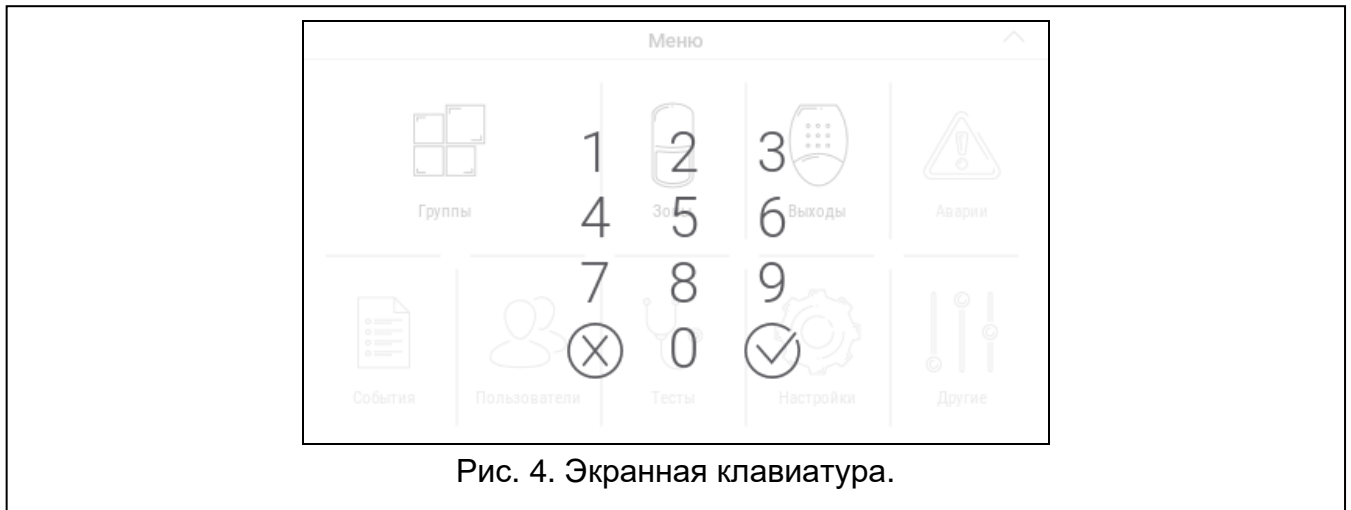 Меню
1 2 3
Группы Зоны Выходы Аварии
4 5 6
7 8 9
0
События Пользователи Тесты Настройки Другие
Рис. 4. Экранная клавиатура.